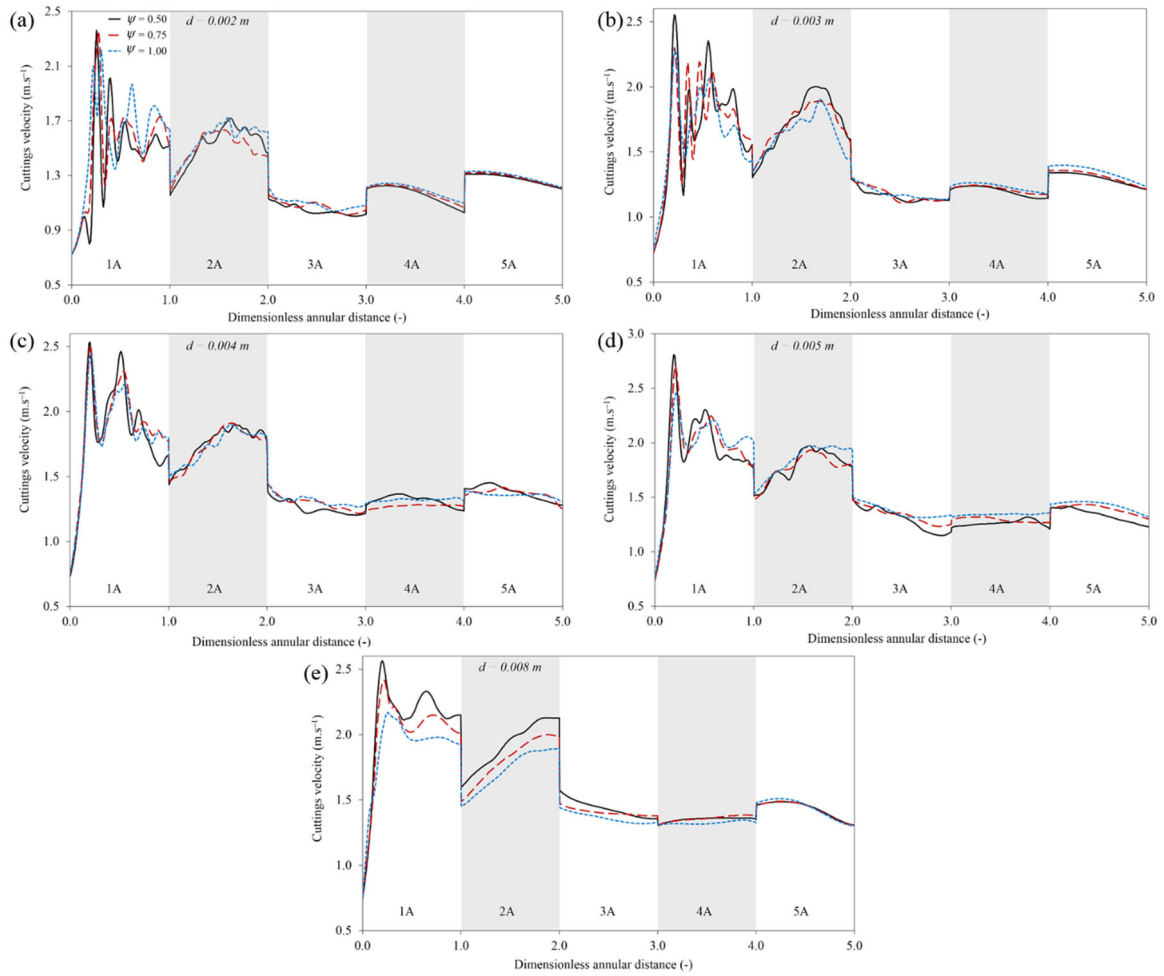 (a)
d − 0.002 m
ψ = 0.50
ψ = 0.75
ψ = 1.00
Cuttings velocity (m.s⁻¹)
2.5
2.1
1.7
1.3
0.9
0.5
1A 2A 3A 4A 5A
0.0 1.0 2.0 3.0 4.0 5.0
Dimensionless annular distance (-)
(b)
d − 0.003 m
Cuttings velocity (m.s⁻¹)
2.5
2.0
1.5
1.0
0.5
1A 2A 3A 4A 5A
0.0 1.0 2.0 3.0 4.0 5.0
Dimensionless annular distance (-)
(c)
d − 0.004 m
Cuttings velocity (m.s⁻¹)
2.5
2.0
1.5
1.0
0.5
1A 2A 3A 4A 5A
0.0 1.0 2.0 3.0 4.0 5.0
Dimensionless annular distance (-)
(d)
d − 0.005 m
Cuttings velocity (m.s⁻¹)
3.0
2.5
2.0
1.5
1.0
0.5
1A 2A 3A 4A 5A
0.0 1.0 2.0 3.0 4.0 5.0
Dimensionless annular distance (-)
(e)
d − 0.008 m
Cuttings velocity (m.s⁻¹)
2.5
2.0
1.5
1.0
0.5
1A 2A 3A 4A 5A
0.0 1.0 2.0 3.0 4.0 5.0
Dimensionless annular distance (-)